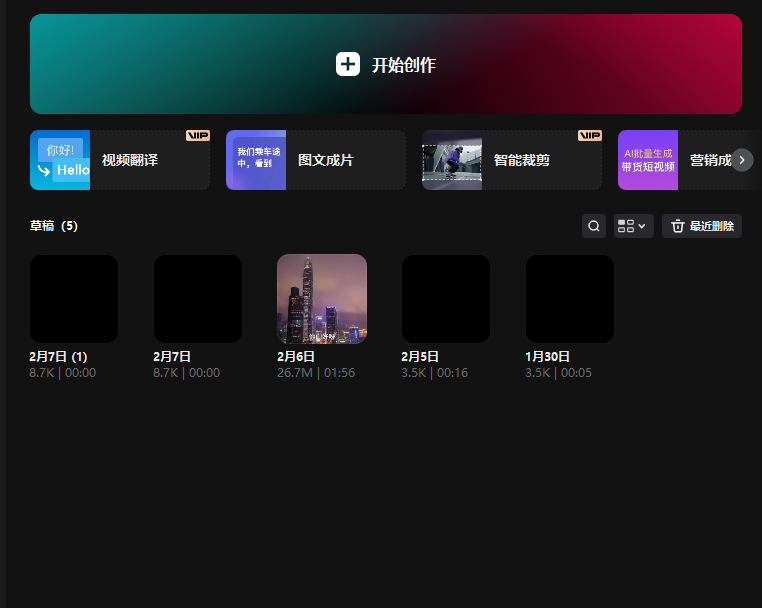 开始创作
你好!
Hello
视频翻译
VIP
我们乘车途
中，看到
图文成片
智能裁剪
VIP
AI批量生成
带货短视频
营销成
草稿（5）
最近删除
2月7日（1）
8.7K | 00:00
2月7日
8.7K | 00:00
2月6日
26.7M | 01:56
2月5日
3.5K | 00:16
1月30日
3.5K | 00:05